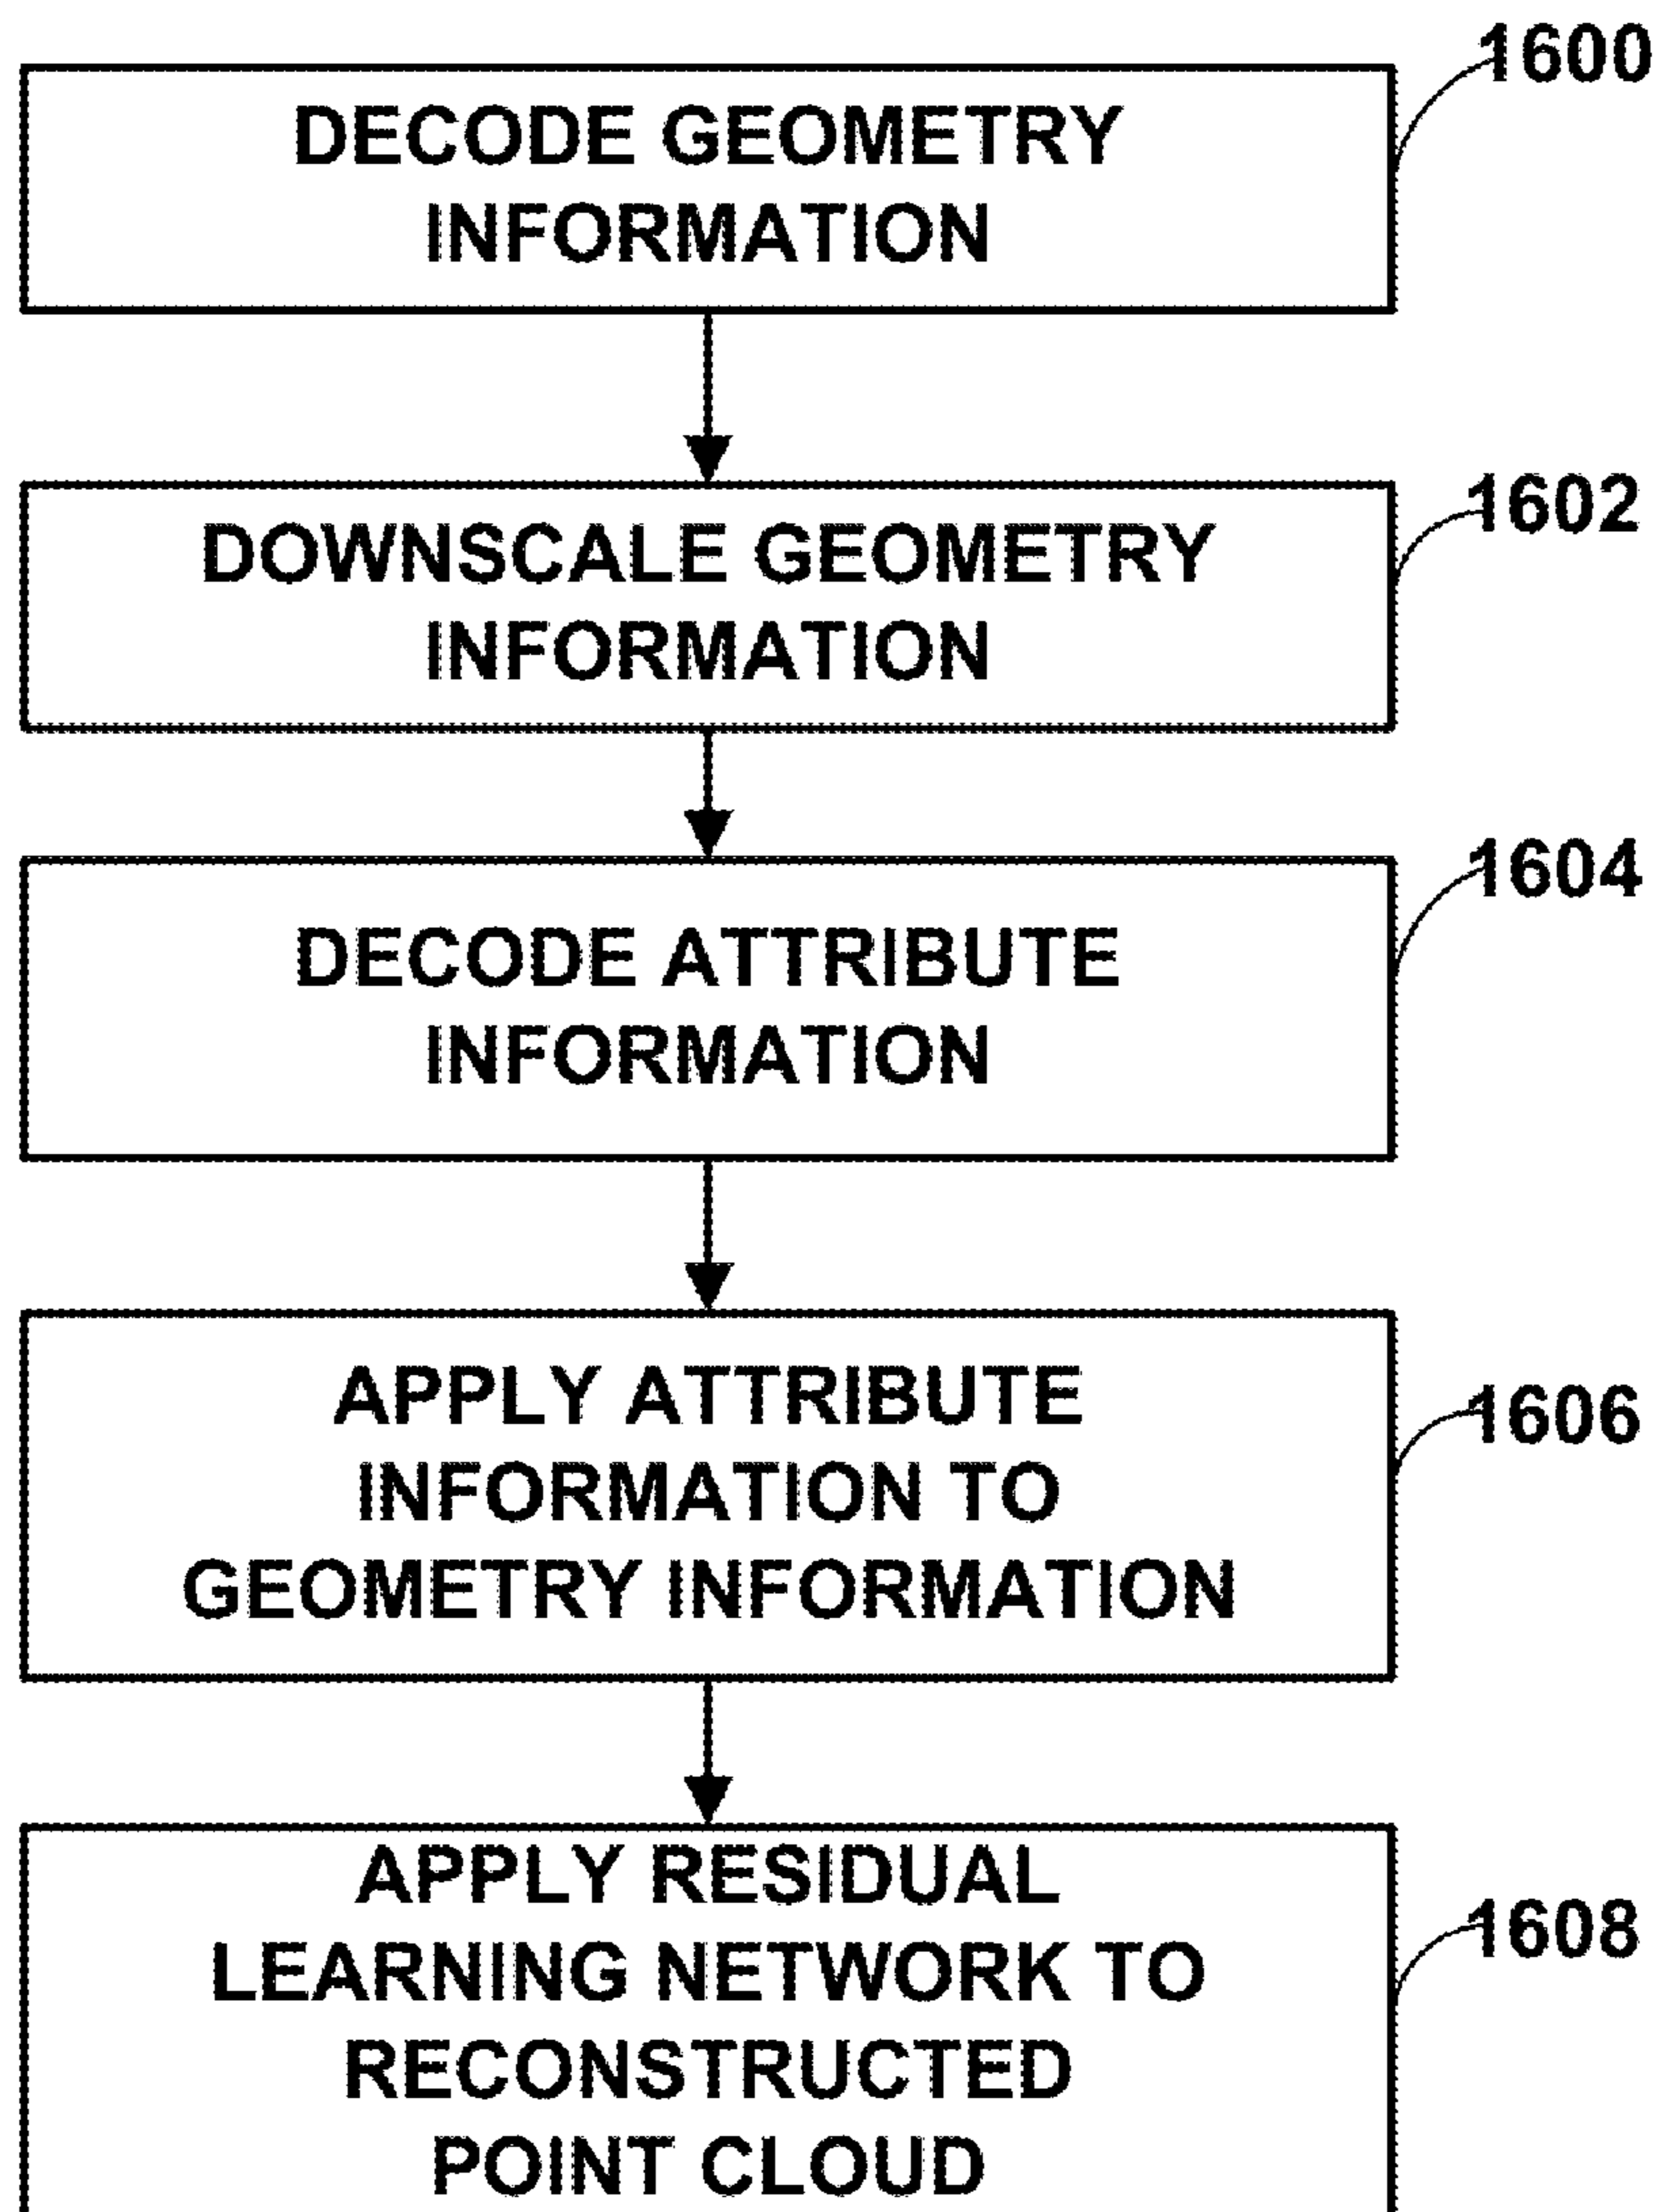 1600
DECODE GEOMETRY
INFORMATION
1602
DOWNSCALE GEOMETRY
INFORMATION
1604
DECODE ATTRIBUTE
INFORMATION
1606
APPLY ATTRIBUTE
INFORMATION TO
GEOMETRY INFORMATION
1608
APPLY RESIDUAL
LEARNING NETWORK TO
RECONSTRUCTED
POINT CLOUD